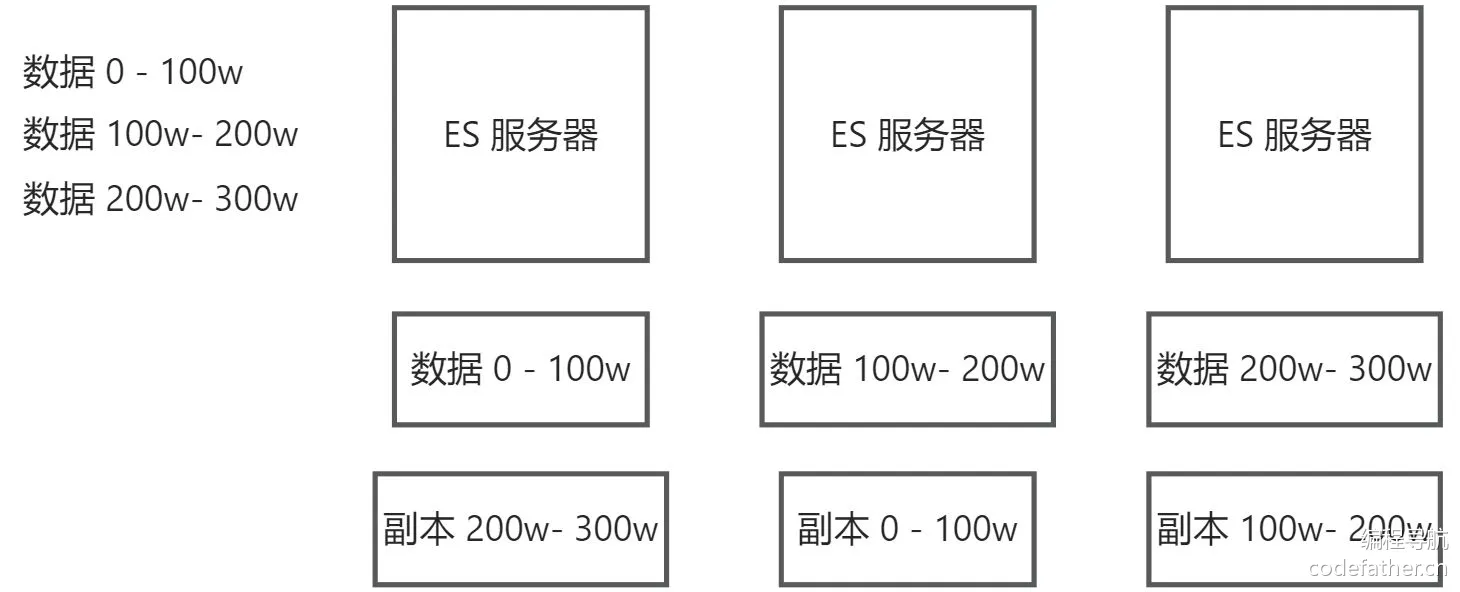 数据 0 - 100w
数据 100w- 200w
数据 200w- 300w
ES 服务器
ES 服务器
ES 服务器
数据 0 - 100w
数据 100w- 200w
数据 200w- 300w
副本 200w- 300w
副本 0 - 100w
副本 100w- 200w
编程导航
codefather.cn